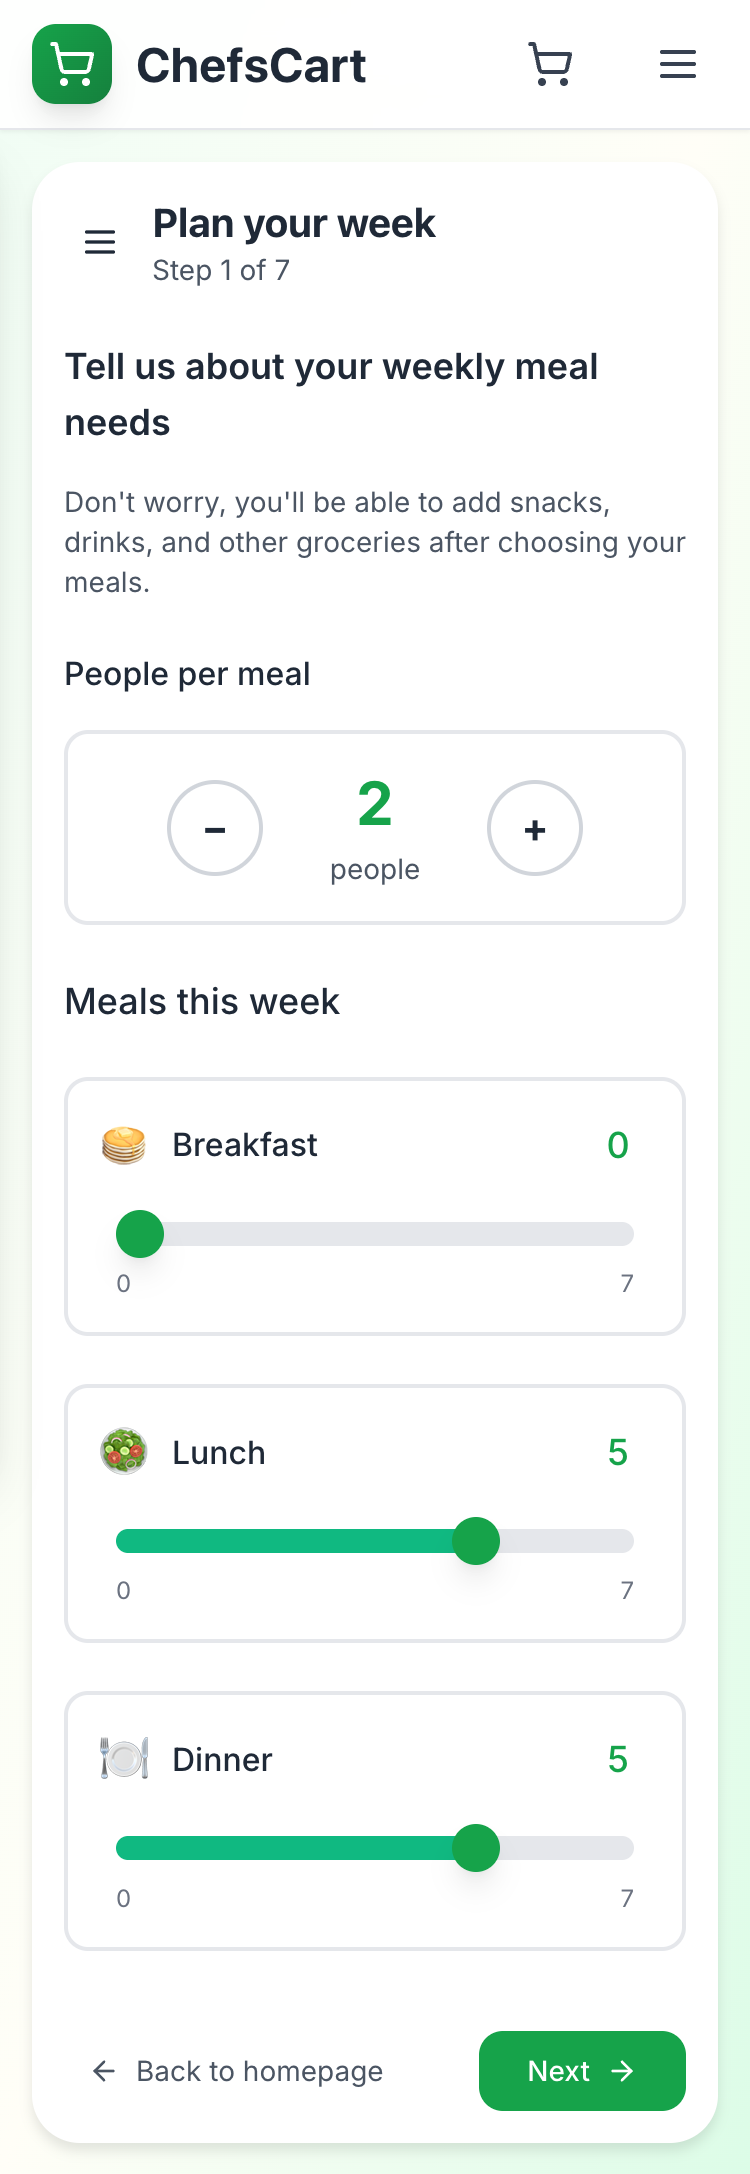 ChefsCart
Plan your week
Step 1 of 7
Tell us about your weekly meal
needs
Don't worry, you'll be able to add snacks,
drinks, and other groceries after choosing your
meals.
People per meal
−
2
+
people
Meals this week
Breakfast
0
0
7
Lunch
5
0
7
Dinner
5
0
7
← Back to homepage
Next →